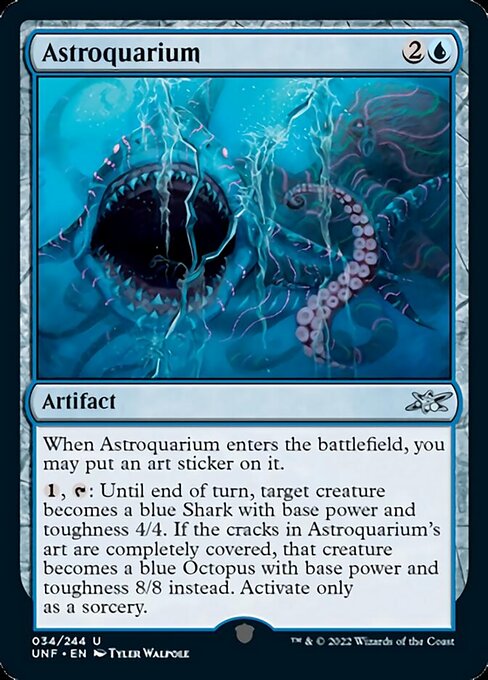 Astroquarium 2
Artifact
When Astroquarium enters the battlefield, you
may put an art sticker on it.
1, : Until end of turn, target creature
becomes a blue Shark with base power and
toughness 4/4. If the cracks in Astroquarium's
art are completely covered, that creature
becomes a blue Octopus with base power and
toughness 8/8 instead. Activate only
as a sorcery.
034/244 U
UNF • EN TYLER WALPOLE
™ & © 2022 Wizards of the Coast